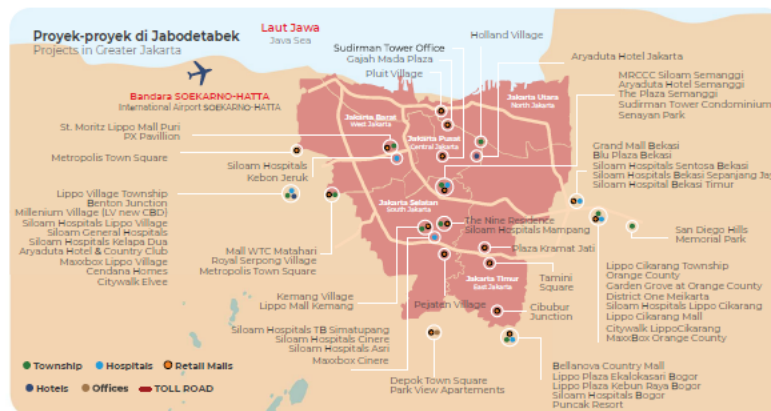 Proyek-proyek di Jabodetabek
Projects in Greater Jakarta
Laut Jawa
Java Sea
Bandara SOEKARNO-HATTA
International Airport SOEKARNO-HATTA
Sudirman Tower Office
Gajah Mada Plaza
Pluit Village
Holland Village
Aryaduta Hotel Jakarta
MRCCC Siloam Semanggi
Aryaduta Hotel Semanggi
The Plaza Semanggi
Sudirman Tower Condominium
Senayan Park
Jakarta Utara
North Jakarta
Jakarta Barat
West Jakarta
Jakarta Pusat
Central Jakarta
St. Moritz Lippo Mall Puri
PX Pavilion
Metropolis Town Square
Siloam Hospitals
Kebon Jeruk
Grand Mall Bekasi
Blu Plaza Bekasi
Siloam Hospitals Sentosa Bekasi
Siloam Hospitals Bekasi Sepanjang Jay
Siloam Hospital Bekasi Timur
Lippo Village Township
Benton Junction
Millenium Village (LV new CBD)
Siloam Hospitals Lippo Village
Siloam General Hospitals
Siloam Hospitals Kelapa Dua
Aryaduta Hotel & Country Club
Maxxbox Lippo Village
Cendana Homes
Citywalk Elvee
Jakarta Selatan
South Jakarta
The Nine Residence
Siloam Hospitals Mampang
San Diego Hills
Memorial Park
Mall WTC Matahari
Royal Serpong Village
Metropolis Town Square
Plaza Kramat Jati
Kemang Village
Lippo Mall Kemang
Pejaten Village
Jakarta Timur
East Jakarta
Tamini
Square
Cibubur
Junction
Lippo Cikarang Township
Orange County
Garden Grove at Orange County
District One Meikarta
Siloam Hospitals Lippo Cikarang
Lippo Cikarang Mall
Citywalk LippoCikarang
MaxxBox Orange County
Siloam Hospitals TB Simatupang
Siloam Hospitals Cinere
Siloam Hospitals Asri
Maxxbox Cinere
Depok Town Square
Park View Apartements
Bellanova Country Mall
Lippo Plaza Ekalokasari Bogor
Lippo Plaza Kebun Raya Bogor
Siloam Hospitals Bogor
Puncak Resort
Township
Hospitals
Retail Malls
Hotels
Offices
TOLL ROAD